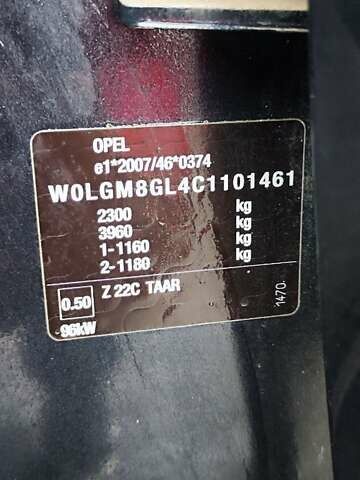 OPEL
e1*2007/46*0374
W0LGM8GL4C1101461
2300 kg
3960 kg
1-1160 kg
2-1180 kg
0.50 Z 22C TAAR
96kW
1470